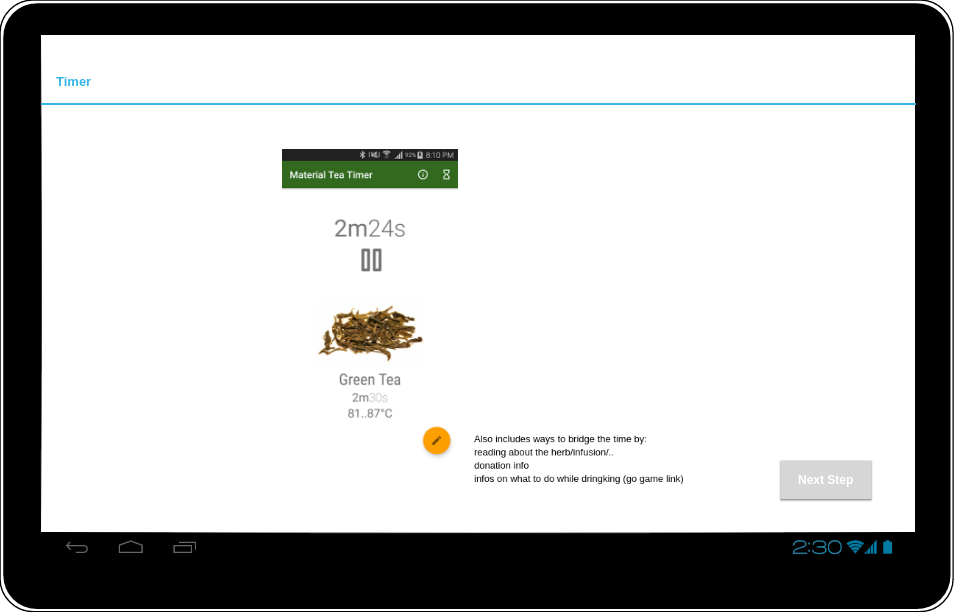 Timer
92% 8:10 PM
Material Tea Timer
2m24s
Green Tea
2m30s
81..87°C
Also includes ways to bridge the time by:
reading about the herb/infusion/..
donation info
infos on what to do while dringking (go game link)
Next Step
2:30